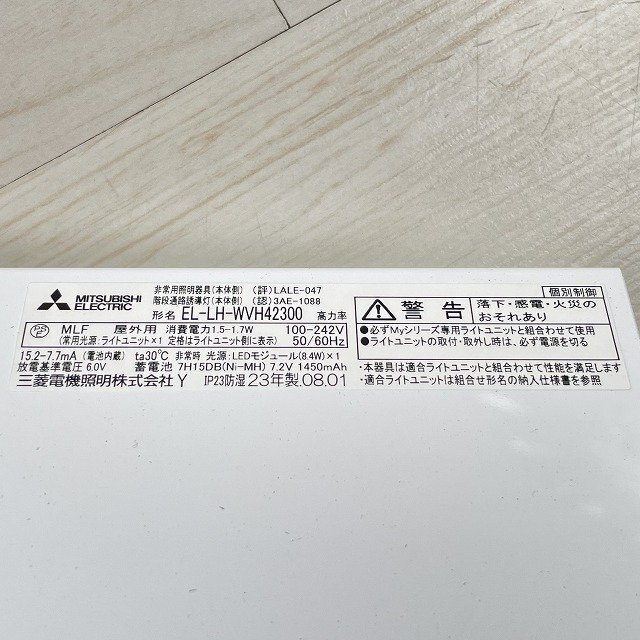 MITSUBISHI ELECTRIC
非常用照明器具(本体側) (評)LALE-047
階段通路誘導灯(本体側) (認)3AE-1088
形名 EL-LH-WVH42300 高力率
MLF 屋外用 消費電力1.5-1.7W 100-242V
(常用光源:ライトユニット×1 定格はライトユニット側に表示) 50/60Hz
15.2-7.7mA (電池内蔵) ta30℃ 非常時 光源:LEDモジュール(8.4W)×1
放電基準電圧 6.0V 蓄電池 7H15DB(Ni-MH) 7.2V 1450mAh
三菱電機照明株式会社 Y IP23防湿 23年製.08.01
個別制御
警告
落下・感電・火災の
おそれあり
●必ずMyシリーズ専用ライトユニットと組合わせて使用
●ライトユニットの取付・取外し時は、必ず電源を切る
・本器具は適合ライトユニットと組合わせて性能を満足します
・適合ライトユニットは組合せ形名の納入仕様書を参照